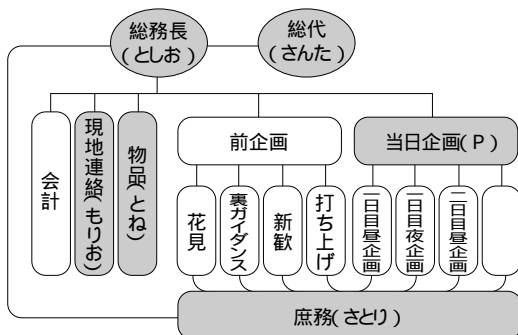 総務長
(としお)
総代
(さんた)
会計
現地連絡(もりお)
物品(とね)
前企画
当日企画(P)
花見
裏ガイダンス
新歓
打ち上げ
一日目昼企画
一日目夜企画
二日目昼企画
庶務(さとり)